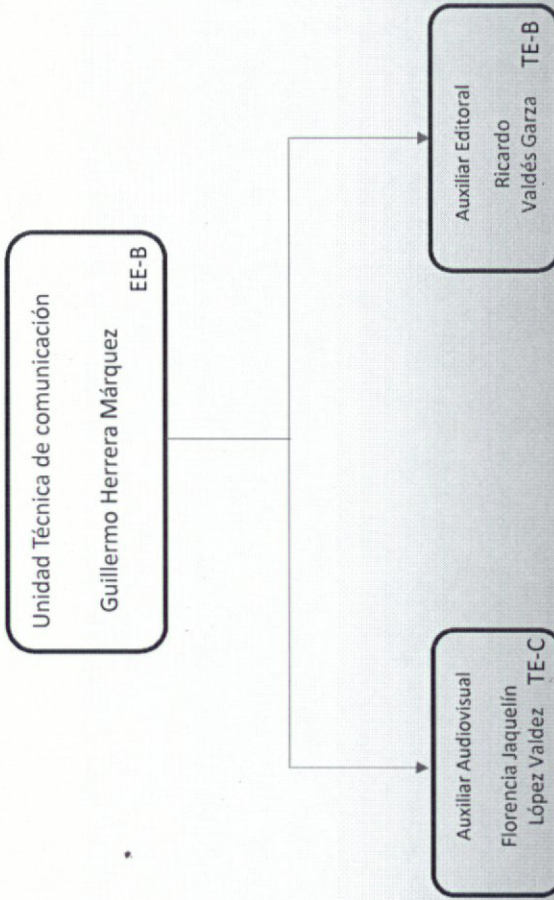 Unidad Técnica de comunicación
Guillermo Herrera Márquez
EE-B
Auxiliar Audiovisual
Florencia Jaquelín
López Valdez TE-C
Auxiliar Editoral
Ricardo
Valdés Garza TE-B